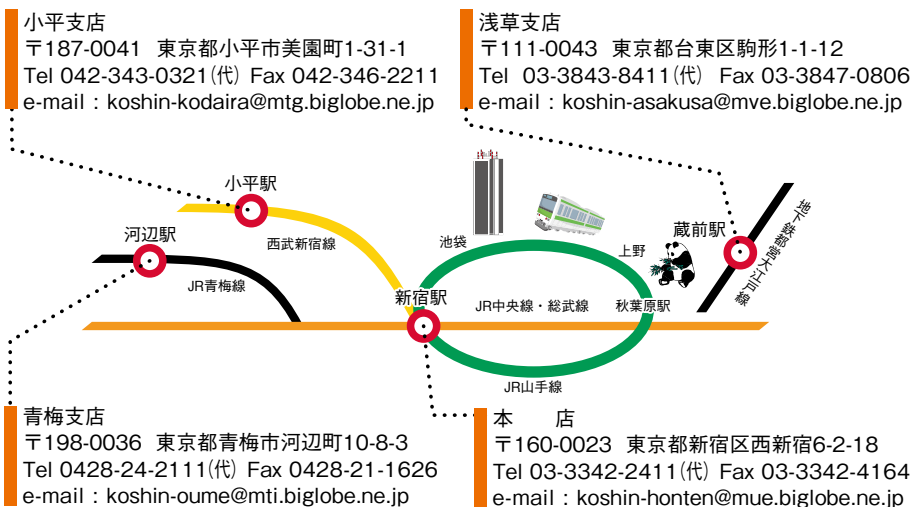 小平支店
〒187-0041 東京都小平市美園町1-31-1
Tel 042-343-0321(代) Fax 042-346-2211
e-mail : koshin-kodaira@mtg.biglobe.ne.jp
浅草支店
〒111-0043 東京都台東区駒形1-1-12
Tel 03-3843-8411(代) Fax 03-3847-0806
e-mail : koshin-asakusa@mve.biglobe.ne.jp
小平駅
西武新宿線
河辺駅
JR青梅線
池袋
上野
蔵前駅
地下鉄都営大江戸線
新宿駅
JR中央線・総武線
秋葉原駅
JR山手線
青梅支店
〒198-0036 東京都青梅市河辺町10-8-3
Tel 0428-24-2111(代) Fax 0428-21-1626
e-mail : koshin-oume@mti.biglobe.ne.jp
本 店
〒160-0023 東京都新宿区西新宿6-2-18
Tel 03-3342-2411(代) Fax 03-3342-4164
e-mail : koshin-honten@mue.biglobe.ne.jp